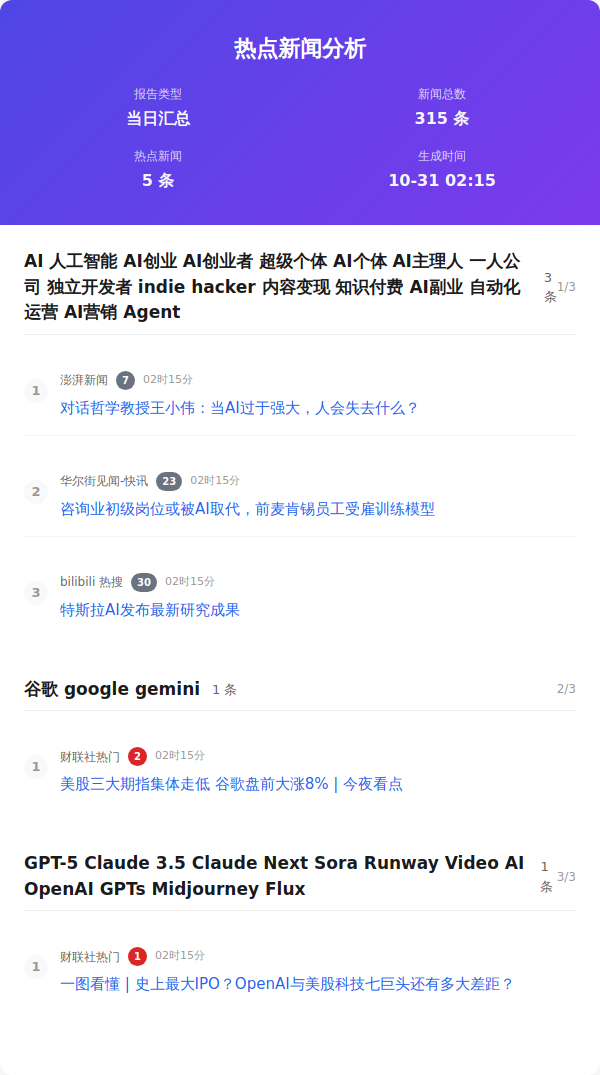 热点新闻分析
报告类型
新闻总数
当日汇总
315 条
热点新闻
生成时间
5 条
10-31 02:15
AI 人工智能 AI创业 AI创业者 超级个体 AI个体 AI主理人 一人公
司 独立开发者 indie hacker 内容变现 知识付费 AI副业 自动化
运营 AI营销 Agent
3
条
1/3
1
澎湃新闻 7 02时15分
对话哲学教授王小伟：当AI过于强大，人会失去什么？
2
华尔街见闻-快讯 23 02时15分
咨询业初级岗位或被AI取代，前麦肯锡员工受雇训练模型
3
bilibili 热搜 30 02时15分
特斯拉AI发布最新研究成果
谷歌 google gemini 1 条 2/3
1
财联社热门 2 02时15分
美股三大期指集体走低 谷歌盘前大涨8% | 今夜看点
GPT-5 Claude 3.5 Claude Next Sora Runway Video AI
OpenAI GPTs Midjourney Flux
1
条
3/3
1
财联社热门 1 02时15分
一图看懂 | 史上最大IPO？OpenAI与美股科技七巨头还有多大差距？